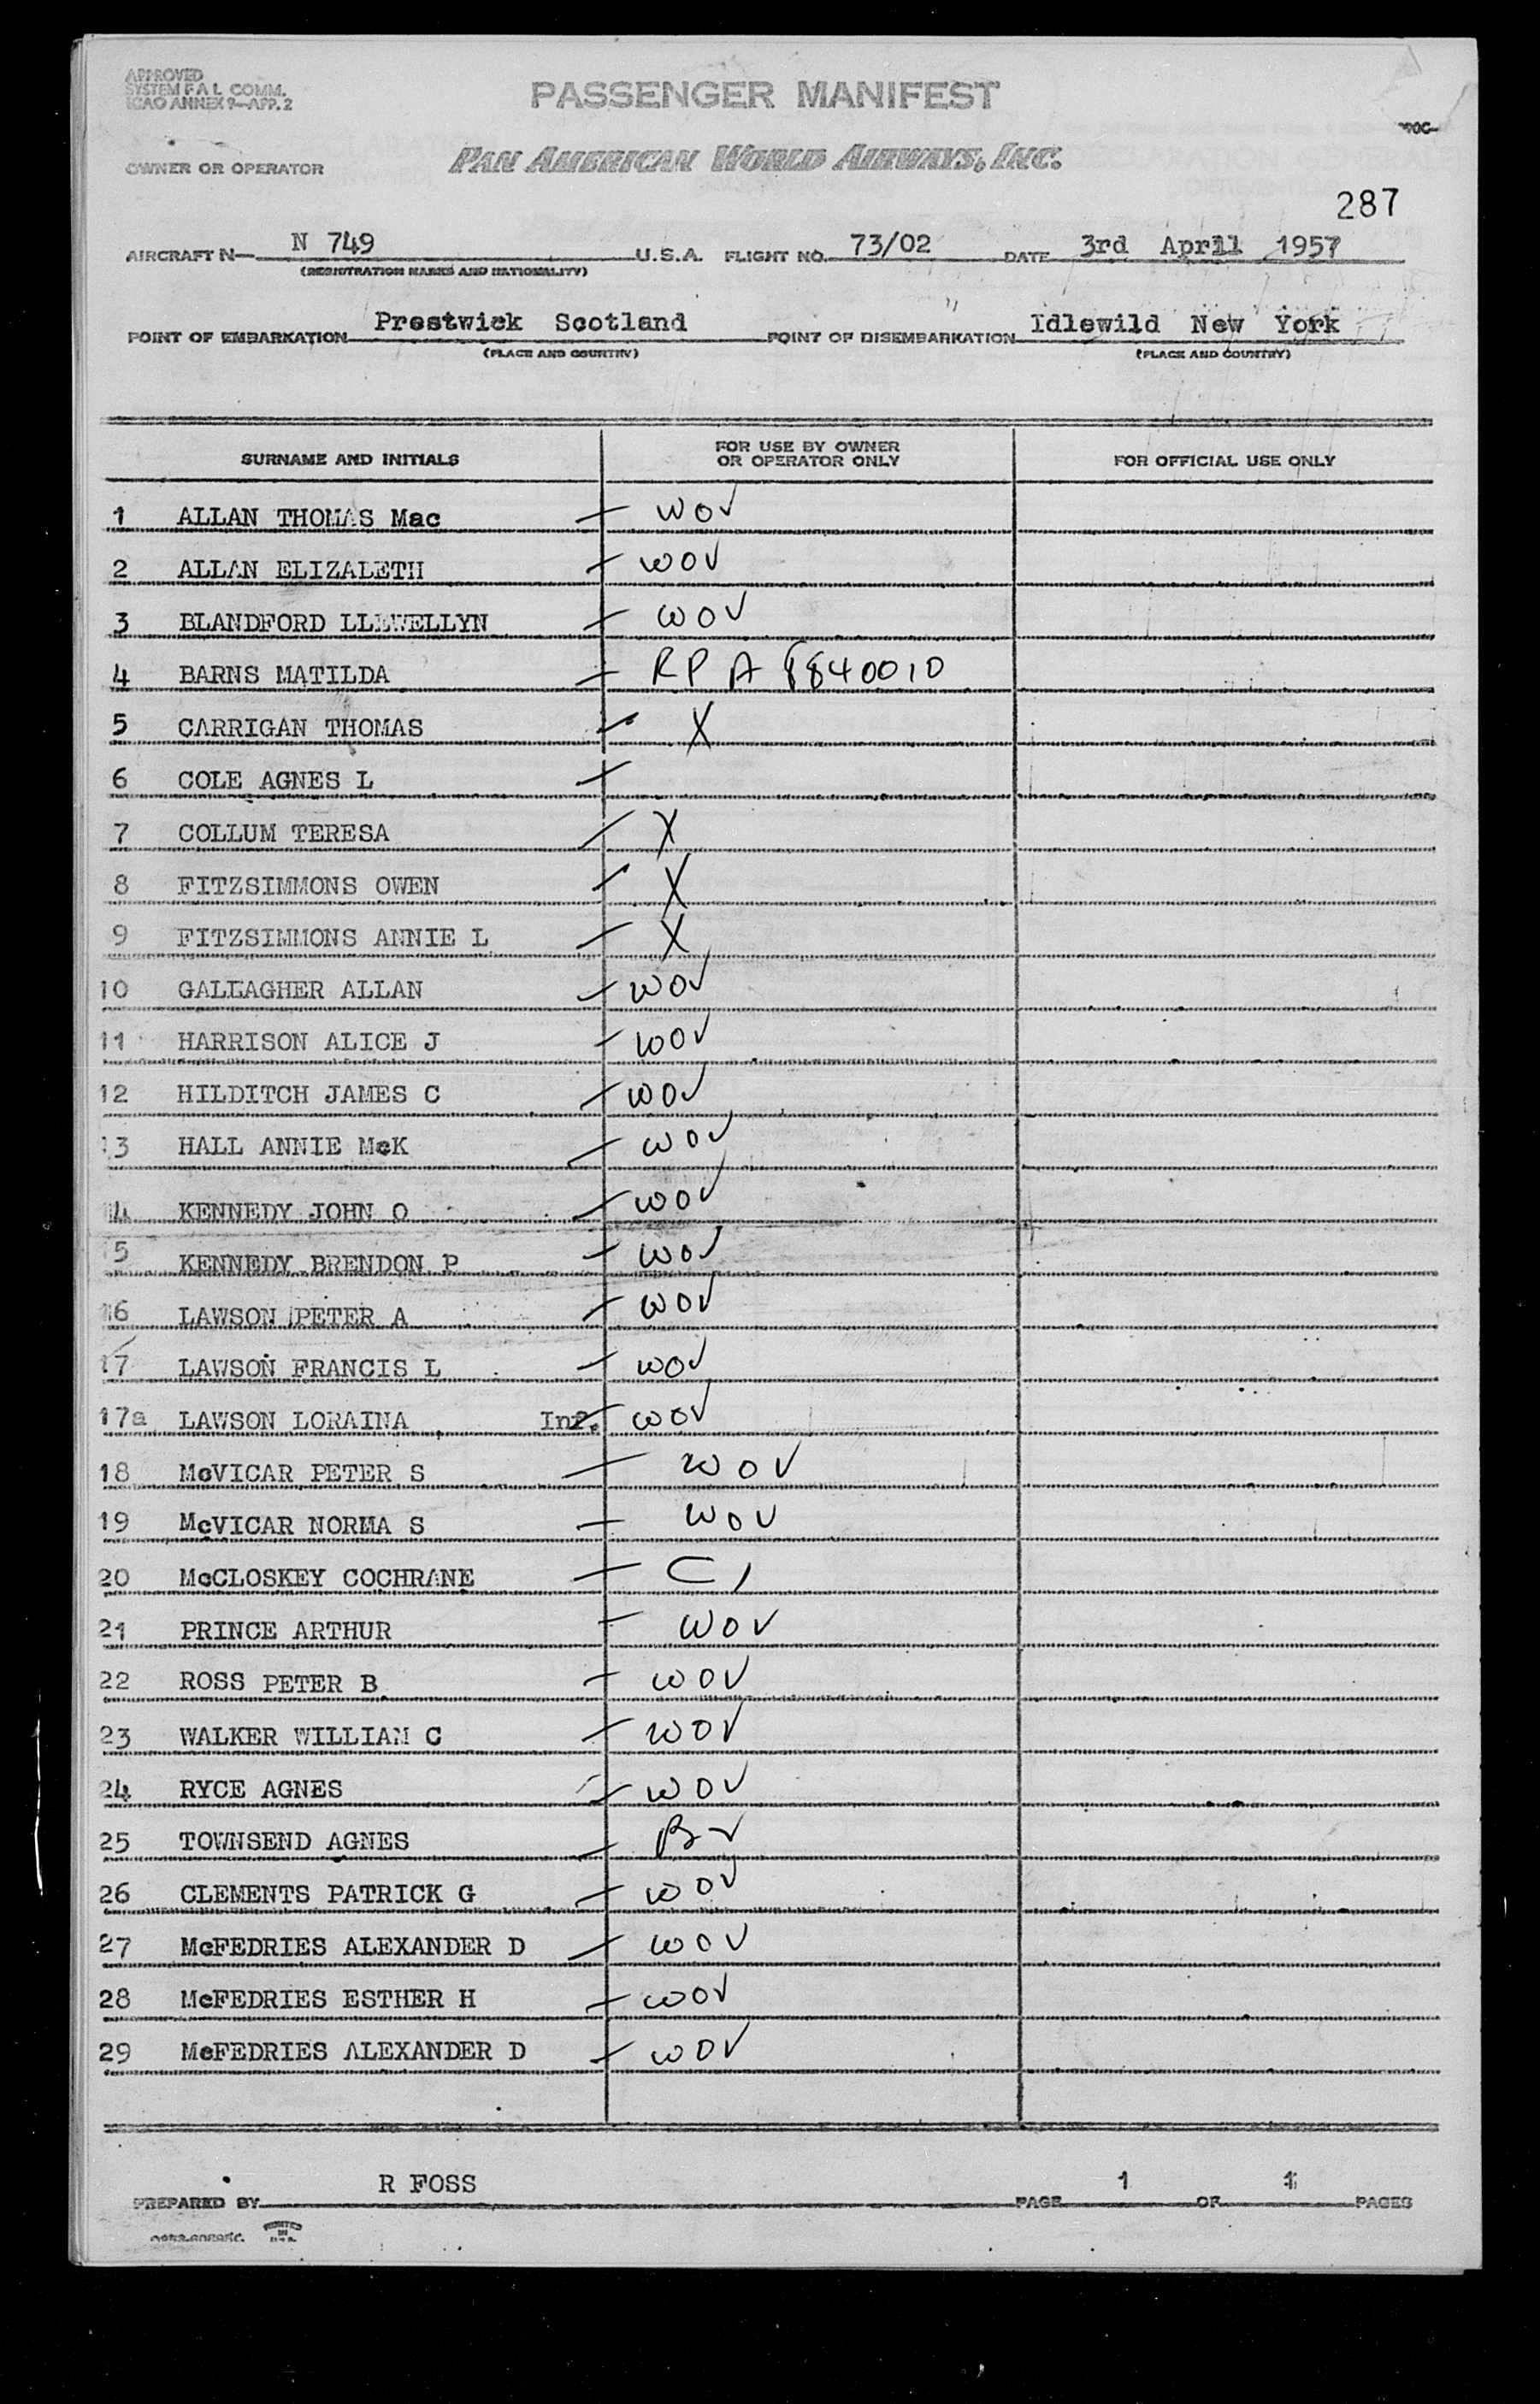 APPROVED
SYSTEM F A L COMM.
ICAO ANNEX 9—APP. 2
PASSENGER MANIFEST
OWNER OR OPERATOR
PAN AMERICAN WORLD AIRWAYS, INC.
287
AIRCRAFT N— N 749 U.S.A. FLIGHT NO. 73/02 DATE 3rd April 1957
(REGISTRATION MARKS AND NATIONALITY)
POINT OF EMBARKATION Prestwick Scotland POINT OF DISEMBARKATION Idlewild New York
(PLACE AND COUNTRY) (PLACE AND COUNTRY)
SURNAME AND INITIALS FOR USE BY OWNER OR OPERATOR ONLY FOR OFFICIAL USE ONLY
1 ALLAN THOMAS Mac — WOV
2 ALLAN ELIZALETH — WOV
3 BLANDFORD LLEWELLYN — WOV
4 BARNS MATILDA — RP A 8840010
5 CARRIGAN THOMAS — X
6 COLE AGNES L —
7 COLLUM TERESA — X
8 FITZSIMMONS OWEN — X
9 FITZSIMMONS ANNIE L — X
10 GALLAGHER ALLAN — WOV
11 HARRISON ALICE J — WOV
12 HILDITCH JAMES C — WOV
13 HALL ANNIE McK — WOV
14 KENNEDY JOHN O — WOV
15 KENNEDY BRENDON P — WOV
16 LAWSON PETER A — WOV
17 LAWSON FRANCIS L — WOV
17a LAWSON LORAINA Inf. — WOV
18 McVICAR PETER S — WOV
19 McVICAR NORMA S — WOV
20 McCLOSKEY COCHRANE —
21 PRINCE ARTHUR — WOV
22 ROSS PETER B — WOV
23 WALKER WILLIAM C — WOV
24 RYCE AGNES — WOV
25 TOWNSEND AGNES — BV
26 CLEMENTS PATRICK G — WOV
27 McFEDRIES ALEXANDER D — WOV
28 McFEDRIES ESTHER H — WOV
29 McFEDRIES ALEXANDER D — WOV
PREPARED BY R FOSS PAGE 1 OF 1 PAGES
PRINTED IN U.S.A.